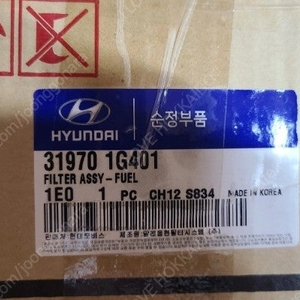 HYUNDAI
순정부품
31970 1G401
FILTER ASSY-FUEL
1E0 1 PC CH12 S834 MADE IN KOREA